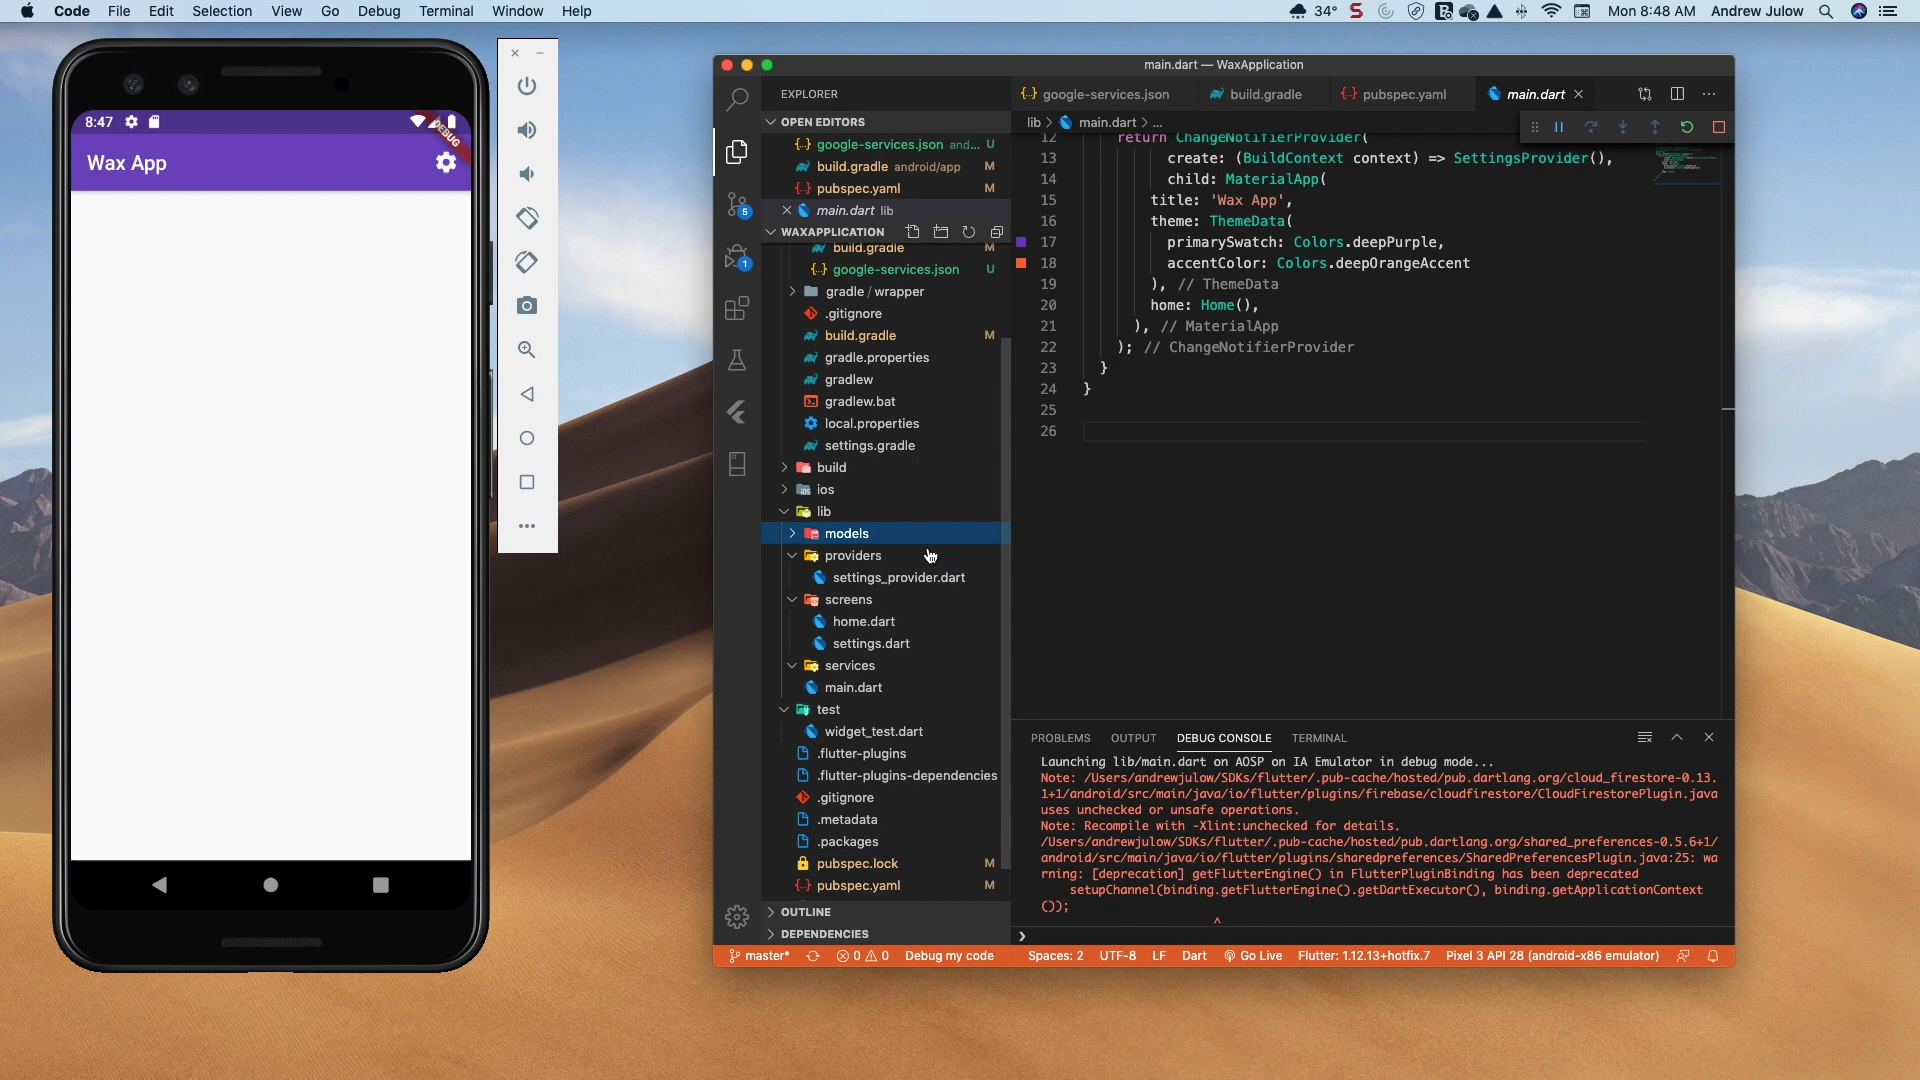 Code File Edit Selection View Go Debug Terminal Window Help
34° Mon 8:48 AM Andrew Julow
8:47
DEBUG
Wax App
main.dart — WaxApplication
EXPLORER
google-services.json
build.gradle
pubspec.yaml
main.dart
lib > main.dart > ...
OPEN EDITORS
google-services.json and... U
build.gradle android/app M
pubspec.yaml M
main.dart lib
WAXAPPLICATION
build.gradle M
google-services.json U
gradle / wrapper
.gitignore
build.gradle M
gradle.properties
gradlew
gradlew.bat
local.properties
settings.gradle
build
ios
lib
models
providers
settings_provider.dart
screens
home.dart
settings.dart
services
main.dart
test
widget_test.dart
.flutter-plugins
.flutter-plugins-dependencies
.gitignore
.metadata
.packages
pubspec.lock M
pubspec.yaml M
OUTLINE
DEPENDENCIES
5
1
12 return ChangeNotifierProvider(
13 create: (BuildContext context) => SettingsProvider(),
14 child: MaterialApp(
15 title: 'Wax App',
16 theme: ThemeData(
17 primarySwatch: Colors.deepPurple,
18 accentColor: Colors.deepOrangeAccent
19 ), // ThemeData
20 home: Home(),
21 ), // MaterialApp
22 ); // ChangeNotifierProvider
23 }
24 }
25
26
PROBLEMS OUTPUT DEBUG CONSOLE TERMINAL
Launching lib/main.dart on AOSP on IA Emulator in debug mode...
Note: /Users/andrewjulow/SDKs/flutter/.pub-cache/hosted/pub.dartlang.org/cloud_firestore-0.13.
1+1/android/src/main/java/io/flutter/plugins/firebase/cloudfirestore/CloudFirestorePlugin.java
uses unchecked or unsafe operations.
Note: Recompile with -Xlint:unchecked for details.
/Users/andrewjulow/SDKs/flutter/.pub-cache/hosted/pub.dartlang.org/shared_preferences-0.5.6+1/
android/src/main/java/io/flutter/plugins/sharedpreferences/SharedPreferencesPlugin.java:25: wa
rning: [deprecation] getFlutterEngine() in FlutterPluginBinding has been deprecated
setupChannel(binding.getFlutterEngine().getDartExecutor(), binding.getApplicationContext
());
^
master* 0 0 Debug my code Spaces: 2 UTF-8 LF Dart Go Live Flutter: 1.12.13+hotfix.7 Pixel 3 API 28 (android-x86 emulator)